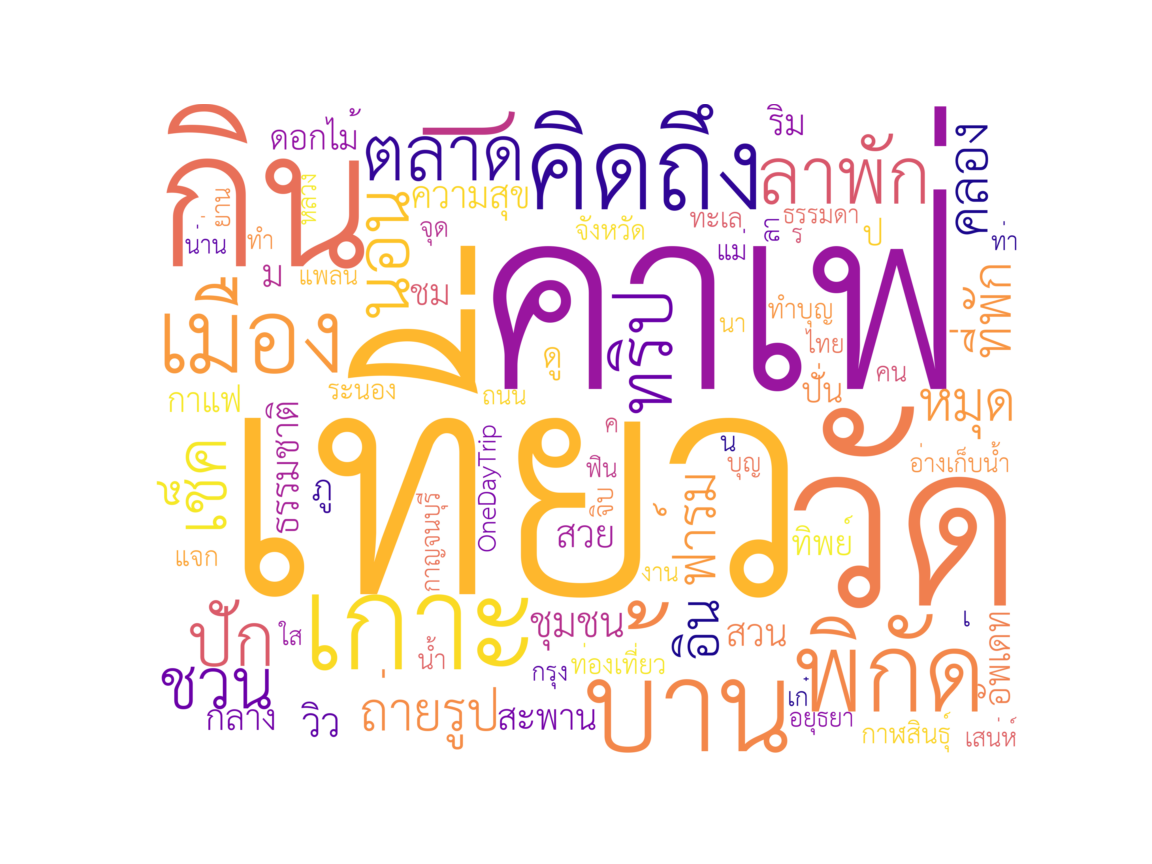 กิน
ดอกไม้
ตลาด
คิดถึง
ริม
ลาพัก
คลอง
หลวง
ยาน
น่าน
ทำ
ม
แพลน
นอน
ความสุข
จุด
ชม
จังหวัด
ทะเล
ธรรมดา
ร
ลำ
ป
แม่
ท่า
เมือง
เที่ยว
คาเฟ่
ทริป
นา
ทำบุญ
ไทย
คน
ที่พัก
ดู
ปั่น
หมุด
กาแฟ
ระนอง
ถนน
เช็ค
ธรรมชาติ
ภู
กาญจนบุรี
OneDayTrip
ค
ฟิน
จิ๊บ
สวย
งาน
ฟาร์ม
น
บุญ
ทิพย์
วัด
อ่างเก็บน้ำ
แจก
ปัก
ใส
เกาะ
น้ำ
ชุมชน
อิน
สวน
พิกัด
เ
อัพเดท
ชวน
กลาง
วิว
ถ่ายรูป
กรุง
ท่องเที่ยว
สะพาน
บ้าน
เก๋
อยุธยา
กาฬสินธุ์
เสน่ห์